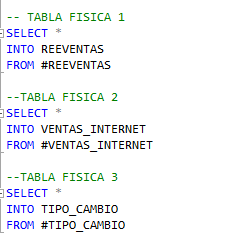 -- TABLA FISICA 1
SELECT *
INTO REEVENTAS
FROM #REEVENTAS
--TABLA FISICA 2
SELECT *
INTO VENTAS_INTERNET
FROM #VENTAS_INTERNET
--TABLA FISICA 3
SELECT *
INTO TIPO_CAMBIO
FROM #TIPO_CAMBIO